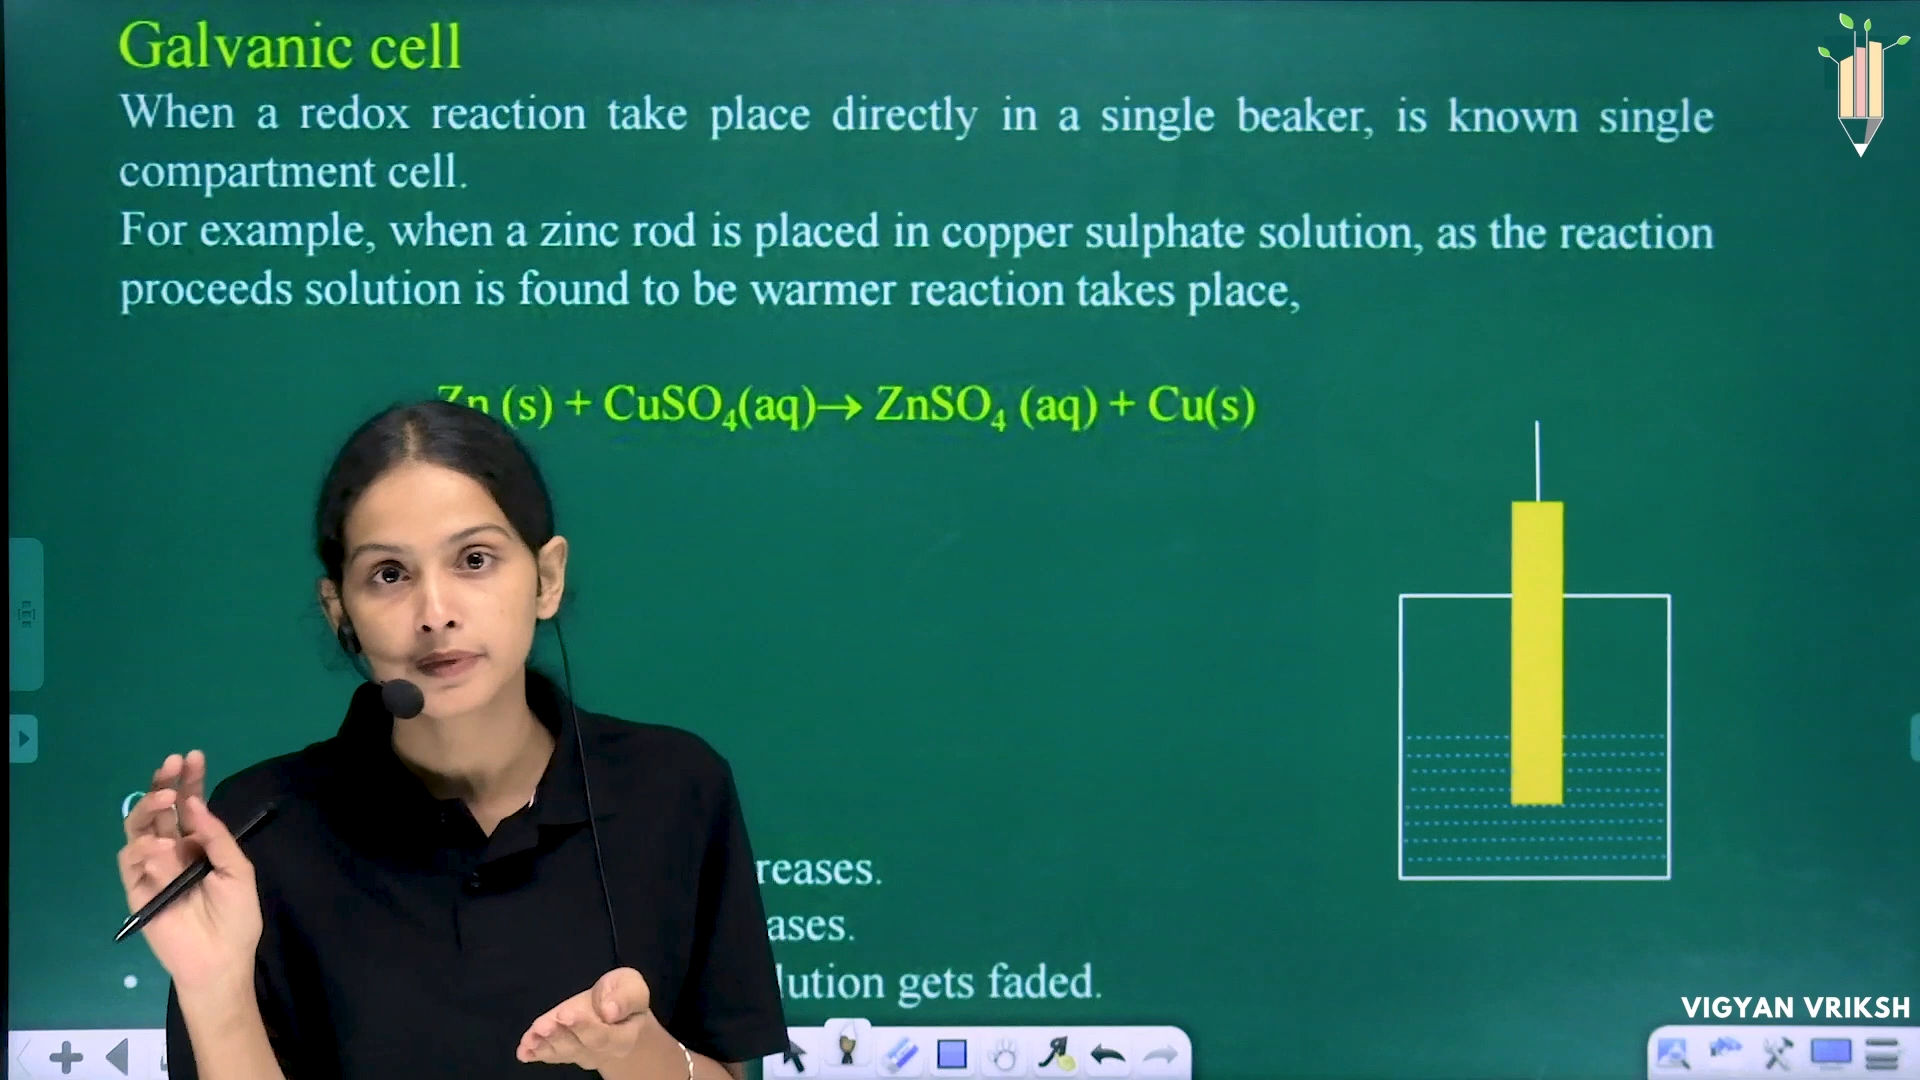 Galvanic cell
When a redox reaction take place directly in a single beaker, is known single
compartment cell.
For example, when a zinc rod is placed in copper sulphate solution, as the reaction
proceeds solution is found to be warmer reaction takes place,
Zn (s) + CuSO₄(aq)→ ZnSO₄ (aq) + Cu(s)
reases.
ases.
• lution gets faded.
VIGYAN VRIKSH